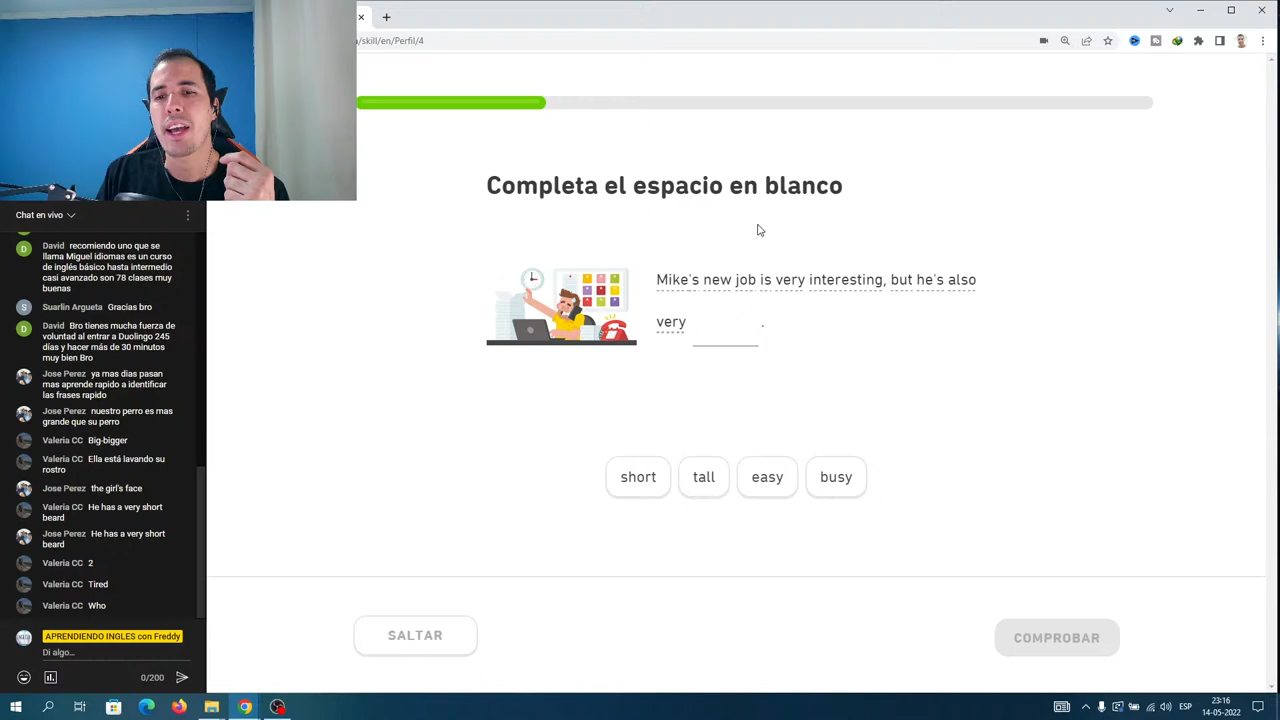 /skill/en/Perfil/4
Completa el espacio en blanco
Mike's new job is very interesting, but he's also
very ______ .
short
tall
easy
busy
SALTAR
COMPROBAR
Chat en vivo
David recomiendo uno que se
llama Miguel idiomas es un curso
de inglés básico hasta intermedio
casi avanzado son 78 clases muy
buenas
Suarlin Argueta Gracias bro
David Bro tienes mucha fuerza de
voluntad al entrar a Duolingo 245
días y hacer más de 30 minutos
muy bien Bro
Jose Perez ya mas dias pasan
mas aprende rapido a identificar
las frases rapido
Jose Perez nuestro perro es mas
grande que su perro
Valeria CC Big-bigger
Valeria CC Ella está lavando su
rostro
Jose Perez the girl's face
Valeria CC He has a very short
beard
Jose Perez He has a very short
beard
Valeria CC 2
Valeria CC Tired
Valeria CC Who
APRENDIENDO INGLES con Freddy
Di algo...
0/200
ESP
23:16
14-05-2022